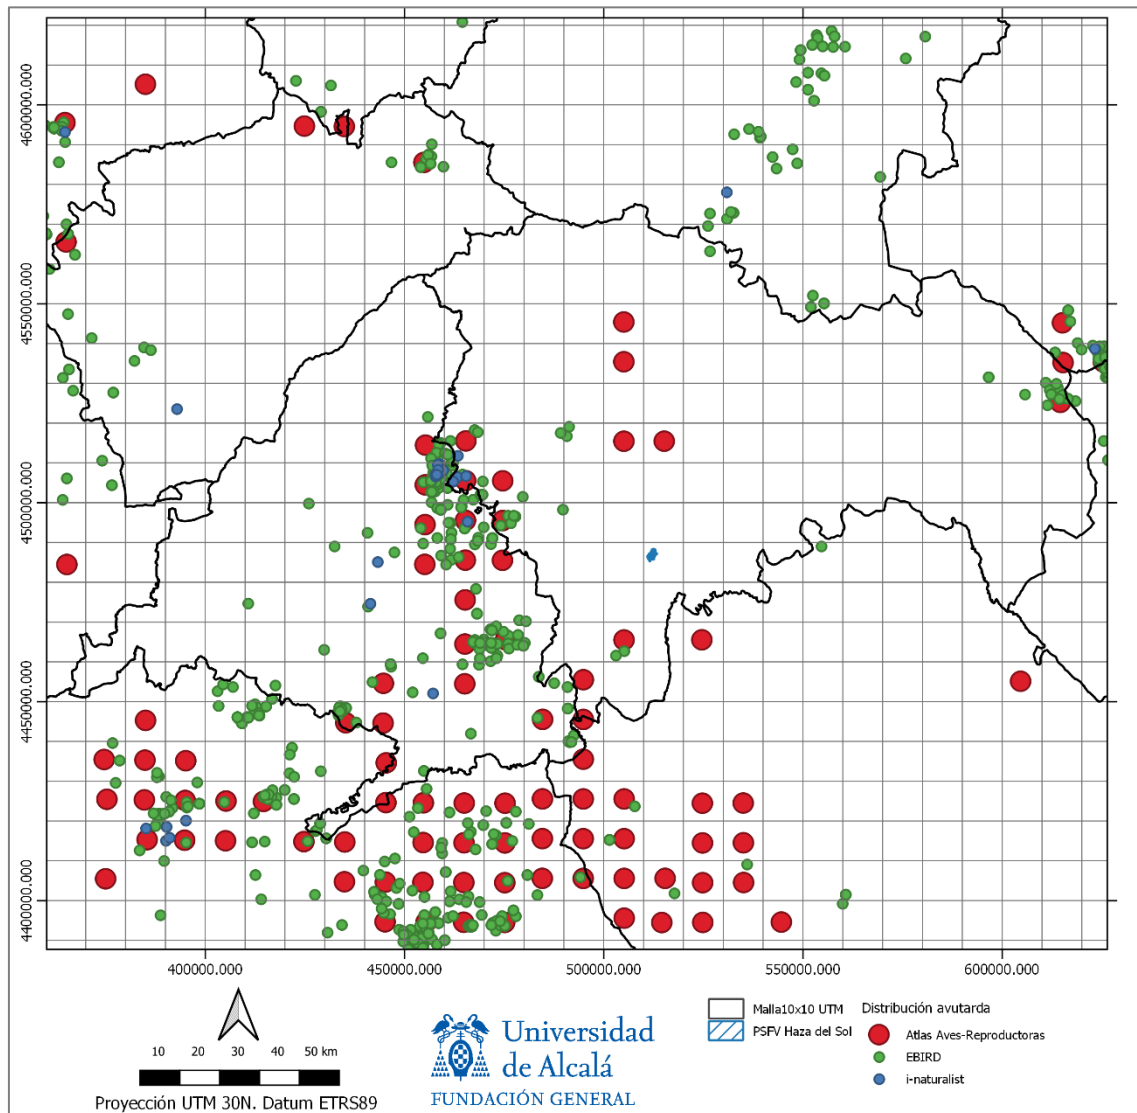 4600000.000
4550000.000
4500000.000
4450000.000
4400000.000
400000.000
450000.000
500000.000
550000.000
600000.000
10 20 30 40 50 km
Proyección UTM 30N. Datum ETRS89
Universidad
de Alcalá
FUNDACIÓN GENERAL
Malla10x10 UTM
PSFV Haza del Sol
Distribución avutarda
Atlas Aves-Reproductoras
EBIRD
i-naturalist